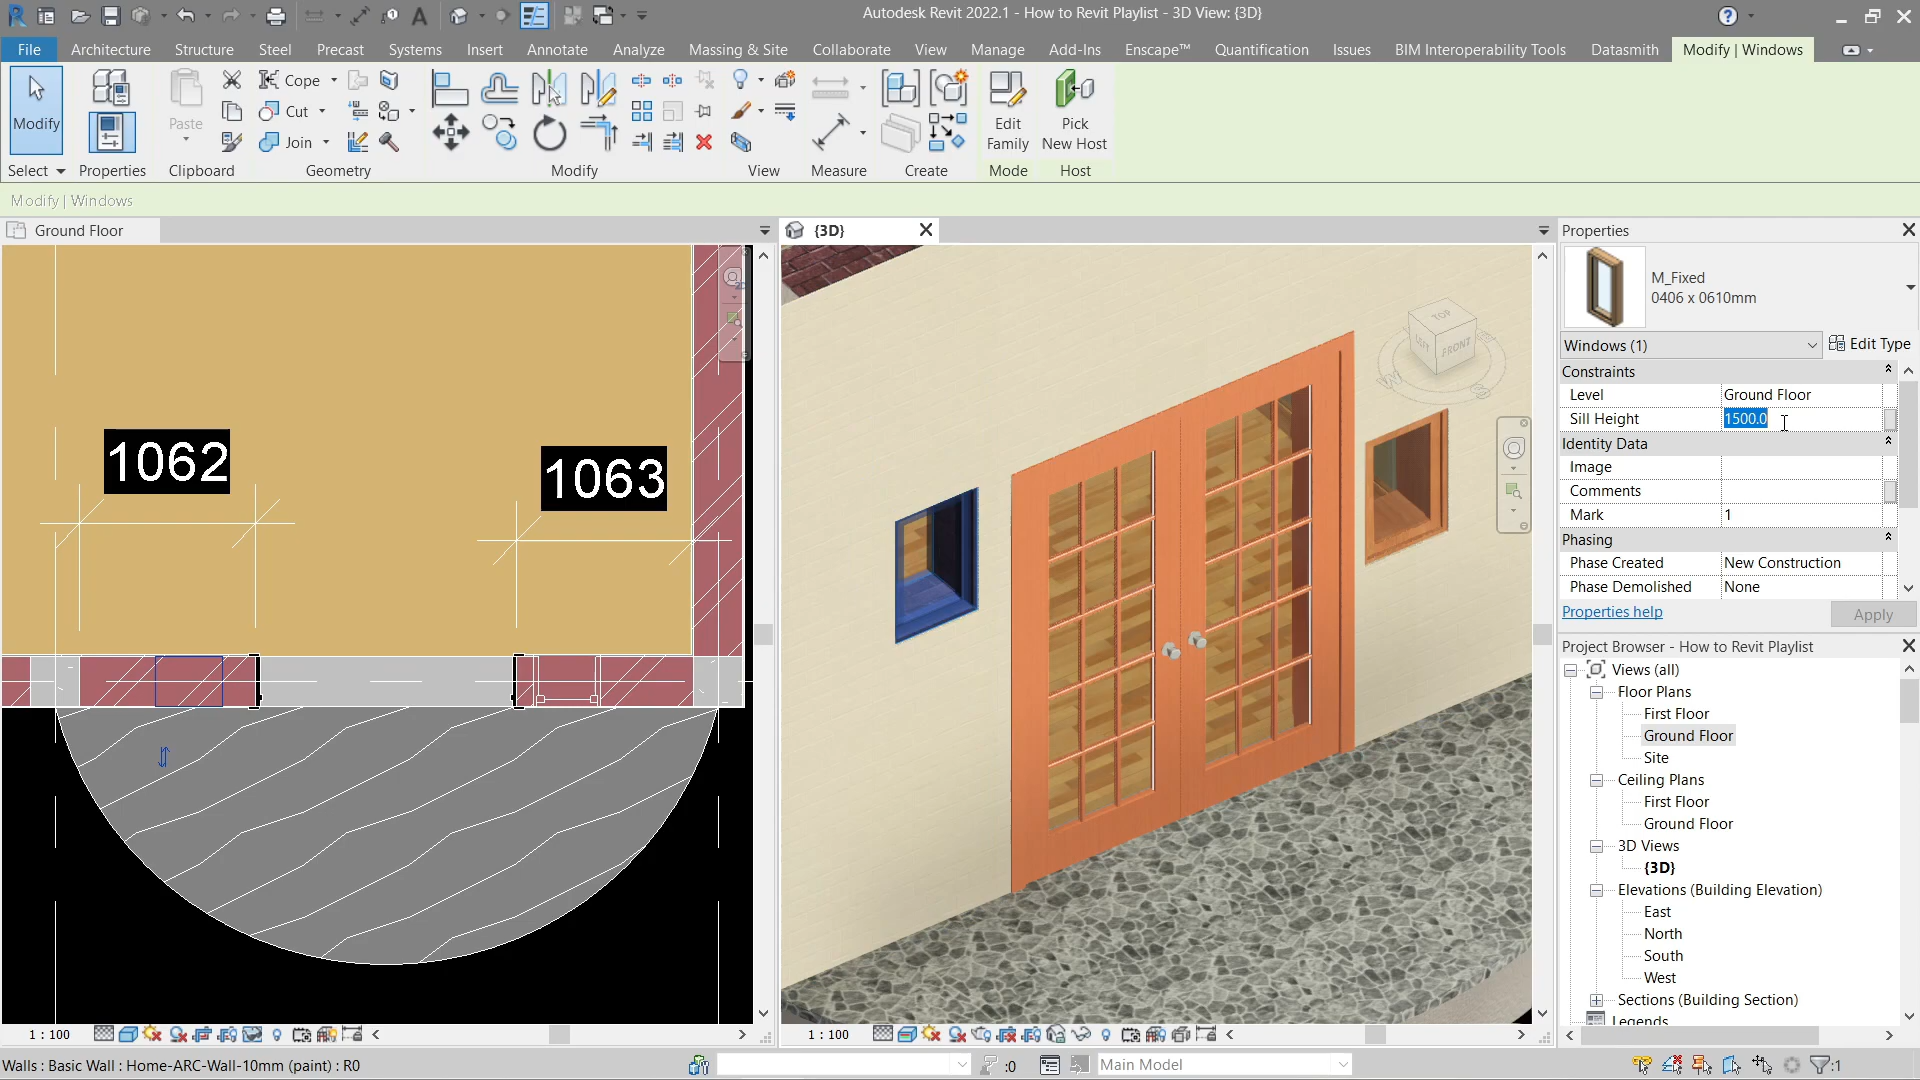 Autodesk Revit 2022.1 - How to Revit Playlist - 3D View: {3D}
File Architecture Structure Steel Precast Systems Insert Annotate Analyze Massing & Site Collaborate View Manage Add-Ins Enscape™ Quantification Issues BIM Interoperability Tools Datasmith Modify | Windows
Cope
Cut
Join
Modify
Paste
Edit
Family
Pick
New Host
Select Properties Clipboard Geometry Modify View Measure Create Mode Host
Modify | Windows
Ground Floor
{3D}
1062
1063
TOP
LEFT
FRONT
W
S
Properties
M_Fixed
0406 x 0610mm
Windows (1)
Edit Type
Constraints
Level Ground Floor
Sill Height 1500.0
Identity Data
Image
Comments
Mark 1
Phasing
Phase Created New Construction
Phase Demolished None
Properties help
Apply
Project Browser - How to Revit Playlist
Views (all)
Floor Plans
First Floor
Ground Floor
Site
Ceiling Plans
First Floor
Ground Floor
3D Views
{3D}
Elevations (Building Elevation)
East
North
South
West
Sections (Building Section)
Legends
1 : 100
1 : 100
Walls : Basic Wall : Home-ARC-Wall-10mm (paint) : R0
:0
Main Model
:1